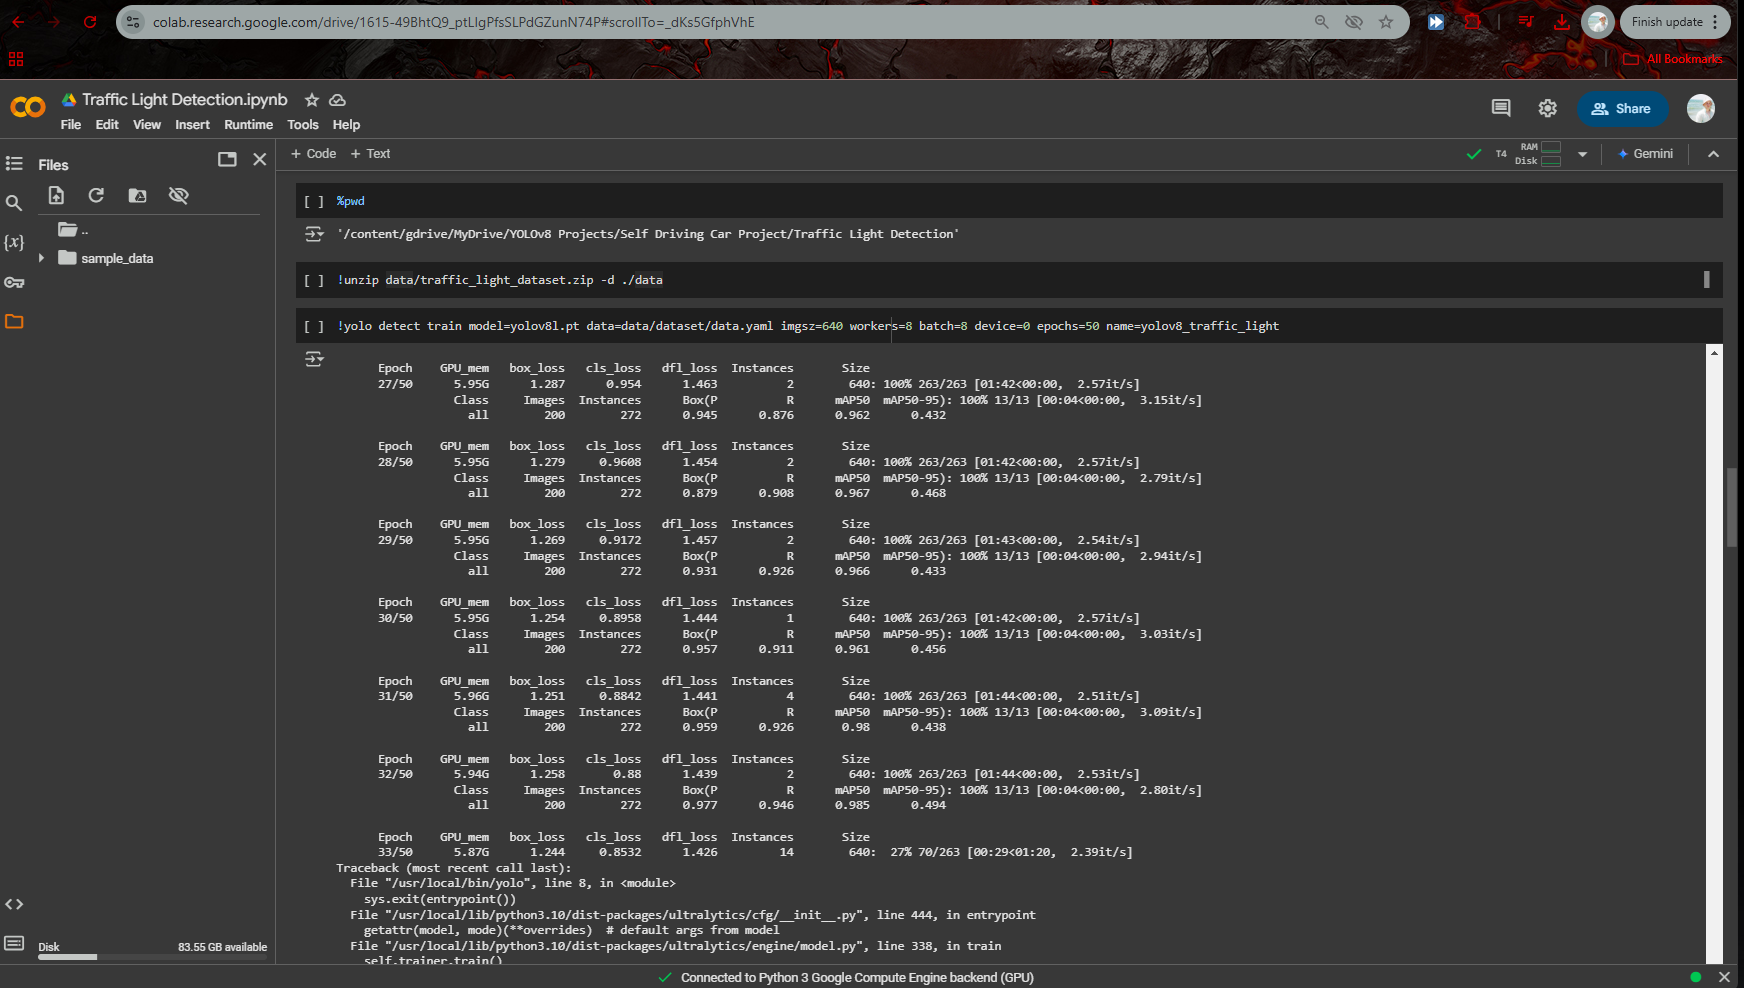 colab.research.google.com/drive/1615-49BhtQ9_ptLIgPfsSLPdGZunN74P#scrollTo=_dKs5GfphVhE
Finish update
All Bookmarks
Traffic Light Detection.ipynb
File Edit View Insert Runtime Tools Help
Share
Files
+ Code + Text
T4 RAM Disk
Gemini
..
sample_data
{x}
[ ] %pwd
'/content/gdrive/MyDrive/YOLOv8 Projects/Self Driving Car Project/Traffic Light Detection'
[ ] !unzip data/traffic_light_dataset.zip -d ./data
[ ] !yolo detect train model=yolov8l.pt data=data/dataset/data.yaml imgsz=640 workers=8 batch=8 device=0 epochs=50 name=yolov8_traffic_light
Epoch GPU_mem box_loss cls_loss dfl_loss Instances Size
27/50 5.95G 1.287 0.954 1.463 2 640: 100% 263/263 [01:42<00:00, 2.57it/s]
Class Images Instances Box(P R mAP50 mAP50-95): 100% 13/13 [00:04<00:00, 3.15it/s]
all 200 272 0.945 0.876 0.962 0.432
Epoch GPU_mem box_loss cls_loss dfl_loss Instances Size
28/50 5.95G 1.279 0.9608 1.454 2 640: 100% 263/263 [01:42<00:00, 2.57it/s]
Class Images Instances Box(P R mAP50 mAP50-95): 100% 13/13 [00:04<00:00, 2.79it/s]
all 200 272 0.879 0.908 0.967 0.468
Epoch GPU_mem box_loss cls_loss dfl_loss Instances Size
29/50 5.95G 1.269 0.9172 1.457 2 640: 100% 263/263 [01:43<00:00, 2.54it/s]
Class Images Instances Box(P R mAP50 mAP50-95): 100% 13/13 [00:04<00:00, 2.94it/s]
all 200 272 0.931 0.926 0.966 0.433
Epoch GPU_mem box_loss cls_loss dfl_loss Instances Size
30/50 5.95G 1.254 0.8958 1.444 1 640: 100% 263/263 [01:42<00:00, 2.57it/s]
Class Images Instances Box(P R mAP50 mAP50-95): 100% 13/13 [00:04<00:00, 3.03it/s]
all 200 272 0.957 0.911 0.961 0.456
Epoch GPU_mem box_loss cls_loss dfl_loss Instances Size
31/50 5.96G 1.251 0.8842 1.441 4 640: 100% 263/263 [01:44<00:00, 2.51it/s]
Class Images Instances Box(P R mAP50 mAP50-95): 100% 13/13 [00:04<00:00, 3.09it/s]
all 200 272 0.959 0.926 0.98 0.438
Epoch GPU_mem box_loss cls_loss dfl_loss Instances Size
32/50 5.94G 1.258 0.88 1.439 2 640: 100% 263/263 [01:44<00:00, 2.53it/s]
Class Images Instances Box(P R mAP50 mAP50-95): 100% 13/13 [00:04<00:00, 2.80it/s]
all 200 272 0.977 0.946 0.985 0.494
Epoch GPU_mem box_loss cls_loss dfl_loss Instances Size
33/50 5.87G 1.244 0.8532 1.426 14 640: 27% 70/263 [00:29<01:20, 2.39it/s]
Traceback (most recent call last):
File "/usr/local/bin/yolo", line 8, in <module>
sys.exit(entrypoint())
File "/usr/local/lib/python3.10/dist-packages/ultralytics/cfg/__init__.py", line 444, in entrypoint
getattr(model, mode)(**overrides) # default args from model
File "/usr/local/lib/python3.10/dist-packages/ultralytics/engine/model.py", line 338, in train
self.trainer.train()
Disk 83.55 GB available
Connected to Python 3 Google Compute Engine backend (GPU)